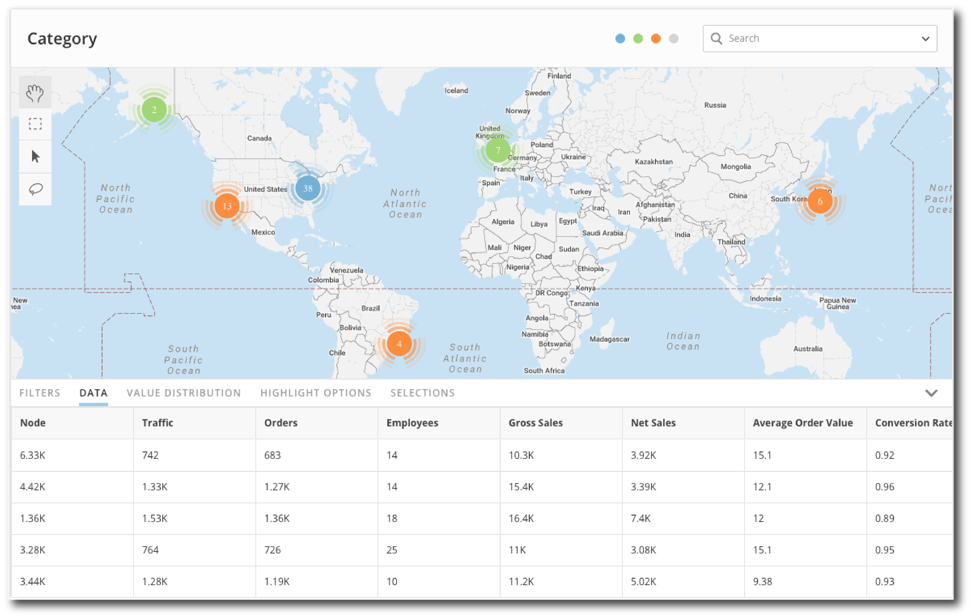 Category
Search
2
Iceland
Finland
Sweden
Norway
Russia
United
Kingdom
Canada
7
Poland
Germany
Ukraine
France
Kazakhstan
Mongolia
Italy
Spain
North
Pacific
Ocean
United States
38
13
North
Atlantic
Ocean
Turkey
China
South Korea
6
Iraq
Iran
Afghanistan
Pakistan
Algeria
Libya
Egypt
Saudi Arabia
Mexico
India
Mali
Niger
Chad
Sudan
Thailand
Nigeria
Ethiopia
Venezuela
Colombia
Kenya
DR Congo
Tanzania
Indonesia
Papua New
Guinea
New
Peru
Brazil
Angola
Bolivia
Namibia
Botswana
Madagascar
Indian
Ocean
Chile
4
South
Pacific
Ocean
South
Atlantic
Ocean
Australia
South Africa
FILTERS DATA VALUE DISTRIBUTION HIGHLIGHT OPTIONS SELECTIONS
Node Traffic Orders Employees Gross Sales Net Sales Average Order Value Conversion Rate
6.33K 742 683 14 10.3K 3.92K 15.1 0.92
4.42K 1.33K 1.27K 14 15.4K 3.39K 12.1 0.96
1.36K 1.53K 1.36K 18 16.4K 7.4K 12 0.89
3.28K 764 726 25 11K 3.08K 15.1 0.95
3.44K 1.28K 1.19K 10 11.2K 5.02K 9.38 0.93